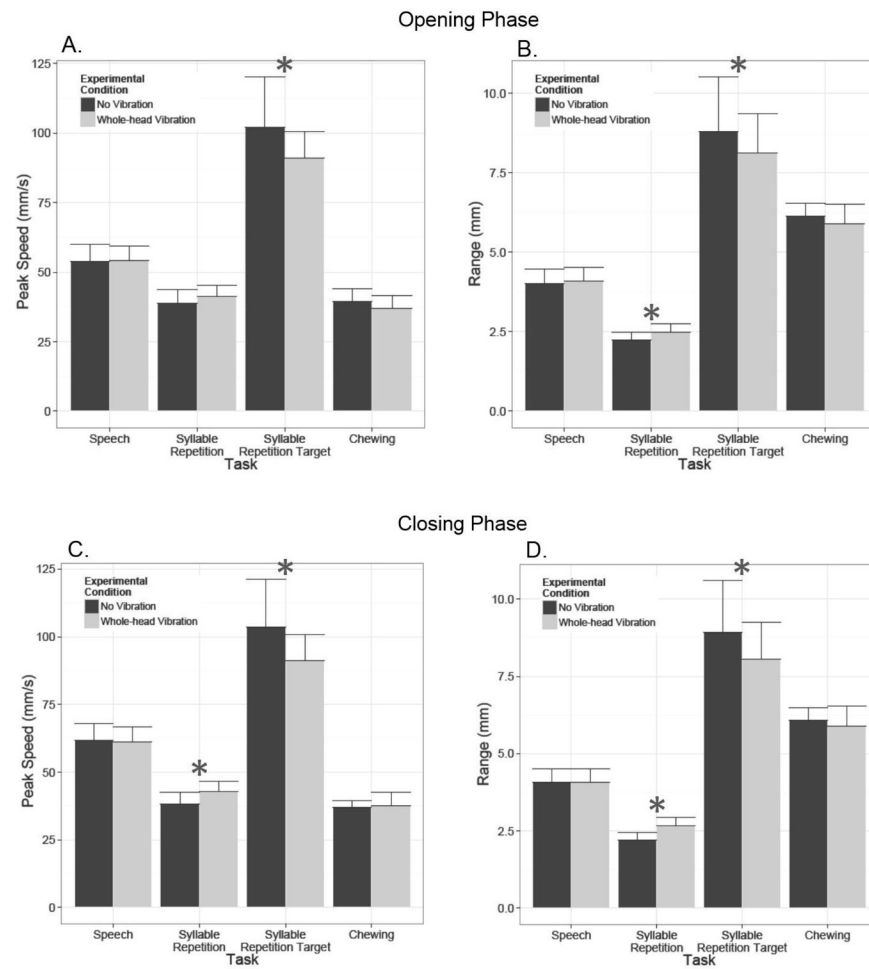 Opening Phase
A.
*
125
100
75
50
25
0
Peak Speed (mm/s)
Experimental
Condition
No Vibration
Whole-head Vibration
Speech
Syllable
Repetition
Syllable
Repetition Target
Chewing
Task
B.
*
*
10.0
7.5
5.0
2.5
0.0
Range (mm)
Experimental
Condition
No Vibration
Whole-head Vibration
Speech
Syllable
Repetition
Syllable
Repetition Target
Chewing
Task
Closing Phase
C.
*
*
125
100
75
50
25
0
Peak Speed (mm/s)
Experimental
Condition
No Vibration
Whole-head Vibration
Speech
Syllable
Repetition
Syllable
Repetition Target
Chewing
Task
D.
*
*
10.0
7.5
5.0
2.5
0.0
Range (mm)
Experimental
Condition
No Vibration
Whole-head Vibration
Speech
Syllable
Repetition
Syllable
Repetition Target
Chewing
Task